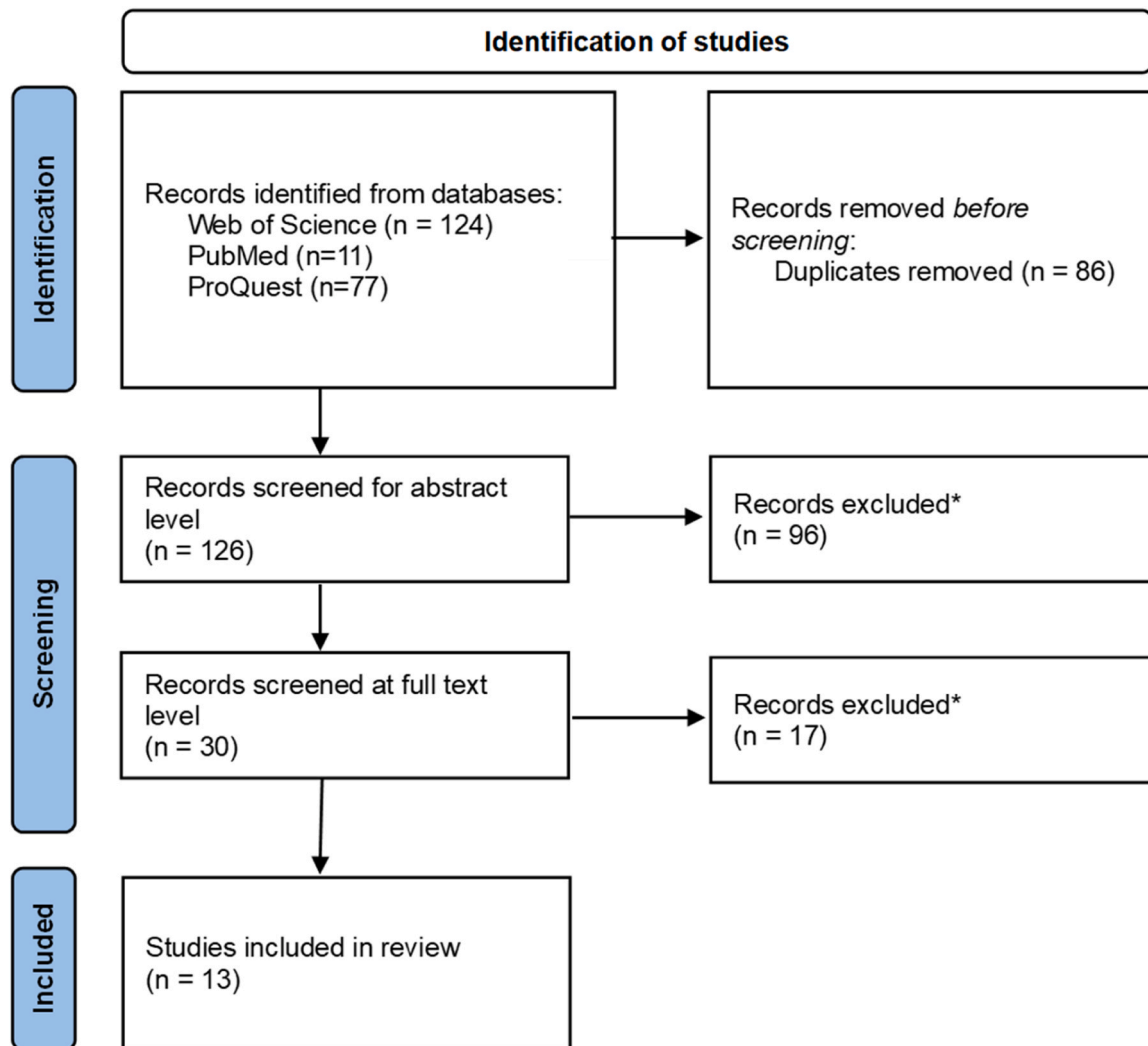 Identification of studies
Identification
Records identified from databases:
Web of Science (n = 124)
PubMed (n=11)
ProQuest (n=77)
Records removed before
screening:
Duplicates removed (n = 86)
Screening
Records screened for abstract
level
(n = 126)
Records excluded*
(n = 96)
Records screened at full text
level
(n = 30)
Records excluded*
(n = 17)
Included
Studies included in review
(n = 13)